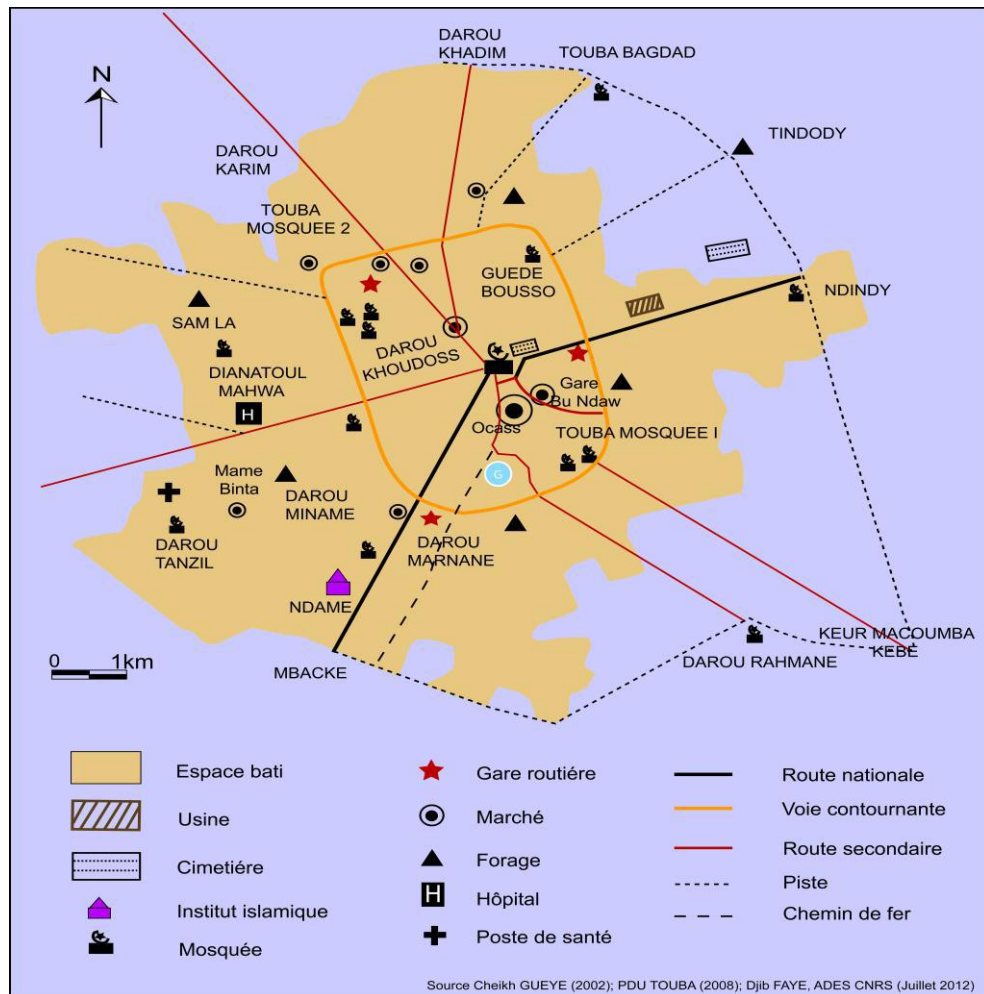 DAROU
KHADIM
TOUBA BAGDAD
N
TINDODY
DAROU
KARIM
TOUBA
MOSQUEE 2
GUEDE
BOUSSO
NDINDY
SAM LA
DAROU
KHOUDOSS
DIANATOUL
MAHWA
H
Gare
Bu Ndaw
Ocass
TOUBA MOSQUEE I
G
Mame
Binta
DAROU
MINAME
DAROU
TANZIL
DAROU
MARNANE
NDAME
KEUR MACOUMBA
KEBE
DAROU RAHMANE
0 1km
MBACKE
Espace bati
Usine
Cimetiére
Institut islamique
Mosquée
Gare routiére
Marché
Forage
H Hôpital
Poste de santé
Route nationale
Voie contournante
Route secondaire
Piste
Chemin de fer
Source Cheikh GUEYE (2002); PDU TOUBA (2008); Djib FAYE, ADES CNRS (Juillet 2012)